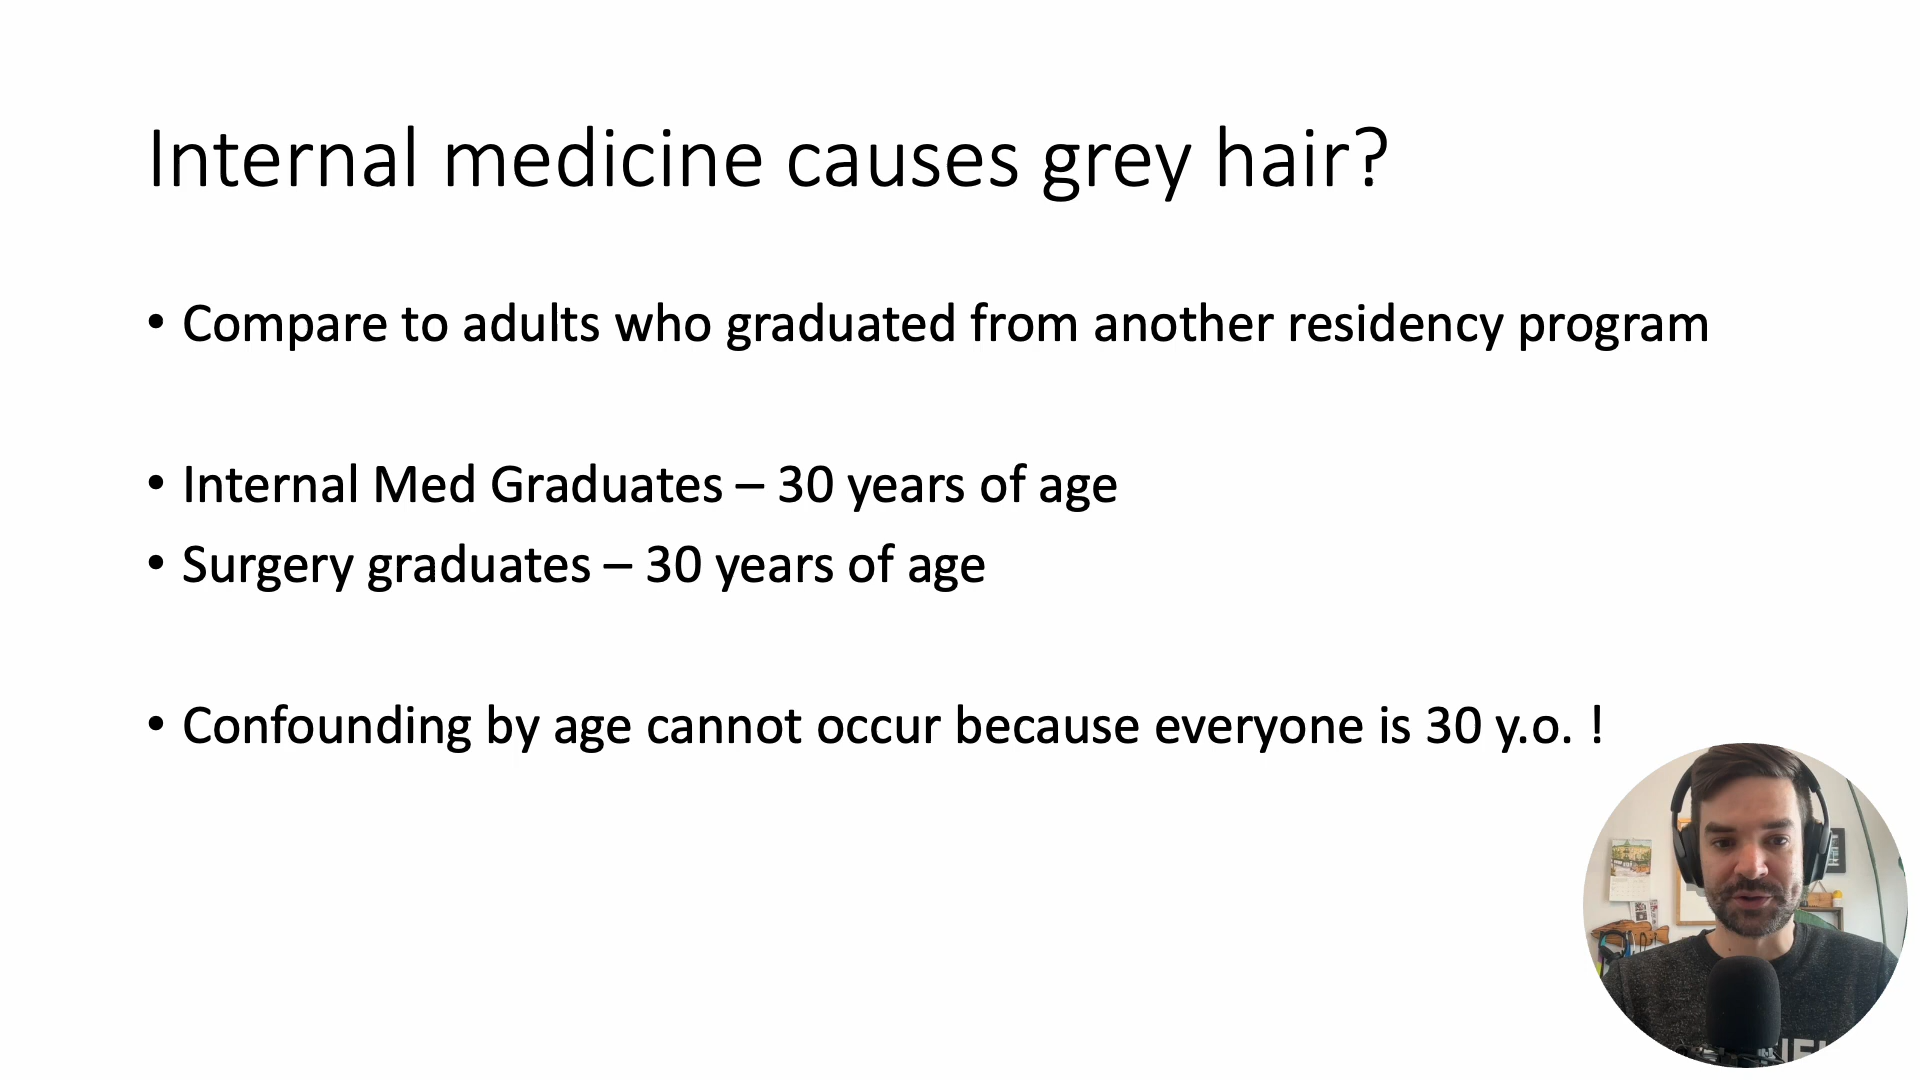 Internal medicine causes grey hair?
• Compare to adults who graduated from another residency program
• Internal Med Graduates – 30 years of age
• Surgery graduates – 30 years of age
• Confounding by age cannot occur because everyone is 30 y.o. !